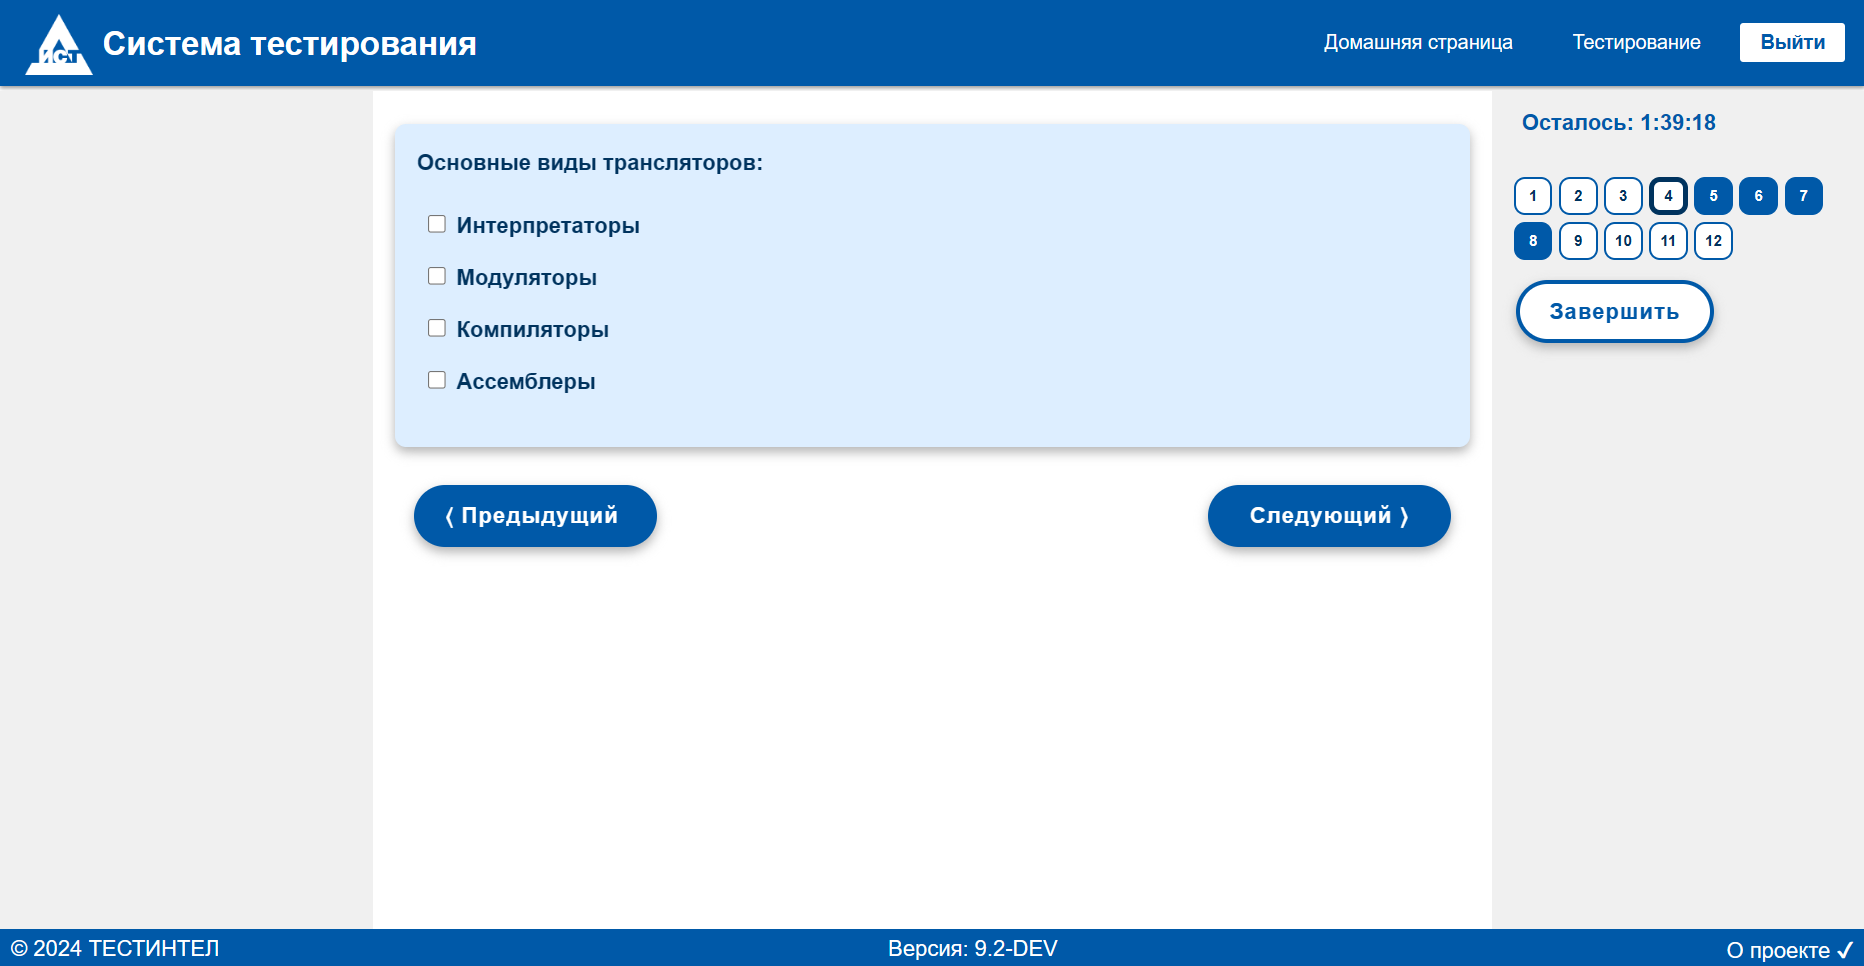 ИСТ
Система тестирования
Домашняя страница
Тестирование
Выйти
Осталось: 1:39:18
Основные виды трансляторов:
Интерпретаторы
Модуляторы
Компиляторы
Ассемблеры
1 2 3 4 5 6 7
8 9 10 11 12
Завершить
⟨ Предыдущий
Следующий ⟩
© 2024 ТЕСТИНТЕЛ
Версия: 9.2-DEV
О проекте ✓